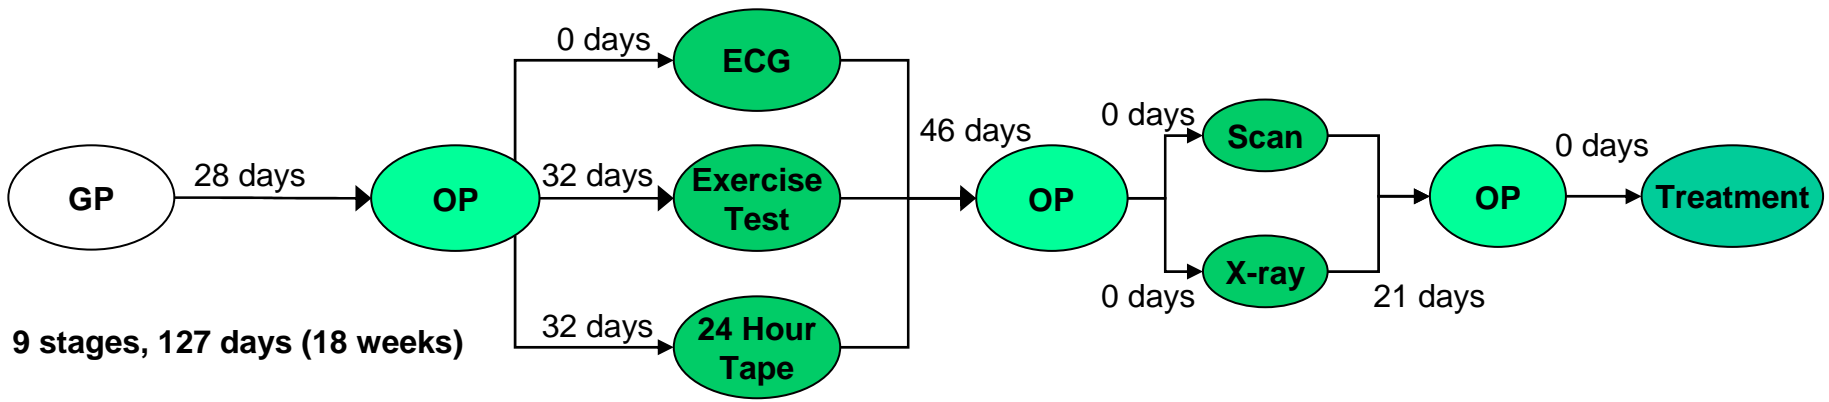 GP
28 days
OP
0 days
ECG
32 days
Exercise
Test
32 days
24 Hour
Tape
46 days
OP
0 days
Scan
0 days
X-ray
21 days
OP
0 days
Treatment
9 stages, 127 days (18 weeks)